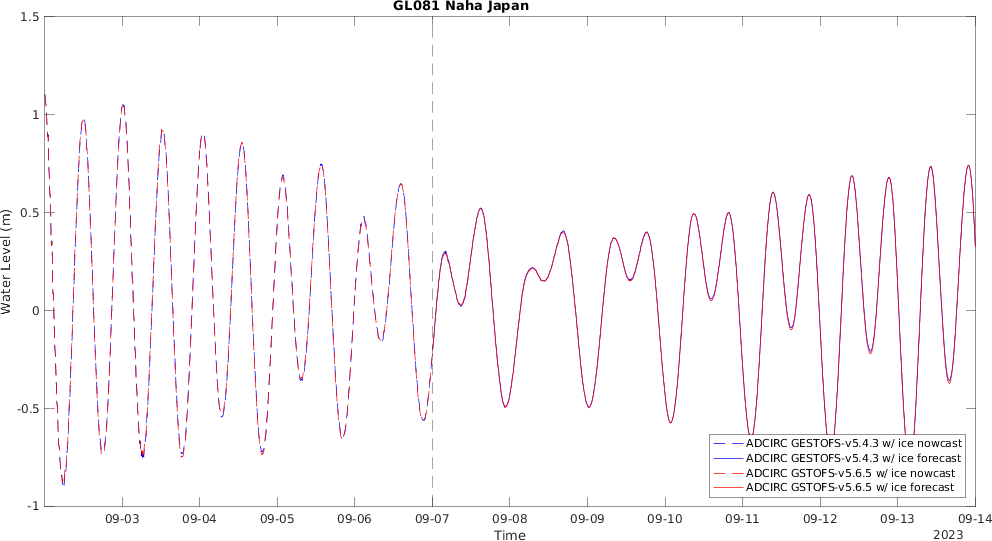 GL081 Naha Japan
1.5
1
0.5
0
-0.5
-1
Water Level (m)
09-03 09-04 09-05 09-06 09-07 09-08 09-09 09-10 09-11 09-12 09-13 09-14
Time
2023
ADCIRC GESTOFS-v5.4.3 w/ ice nowcast
ADCIRC GESTOFS-v5.4.3 w/ ice forecast
ADCIRC GSTOFS-v5.6.5 w/ ice nowcast
ADCIRC GSTOFS-v5.6.5 w/ ice forecast